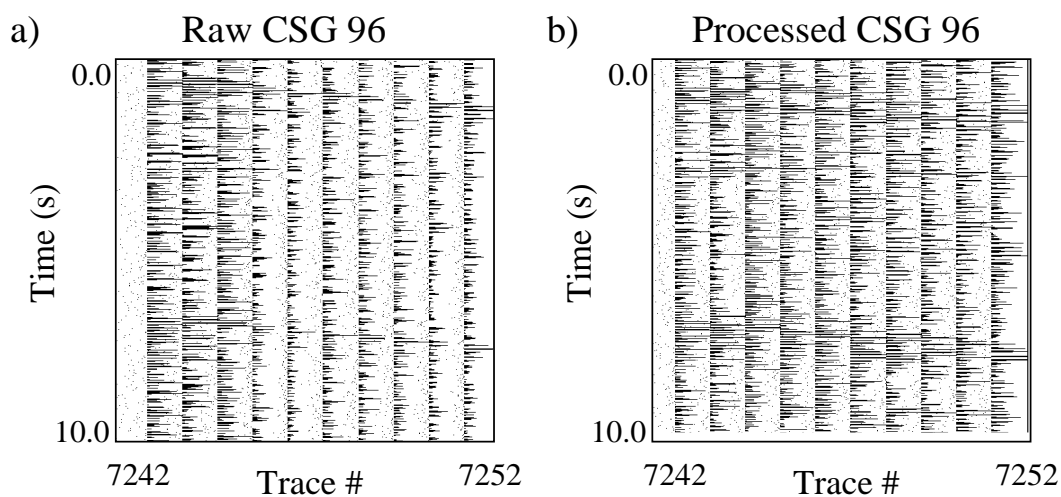 a) Raw CSG 96
0.0
Time (s)
10.0
7242 Trace # 7252
b) Processed CSG 96
0.0
Time (s)
10.0
7242 Trace # 7252